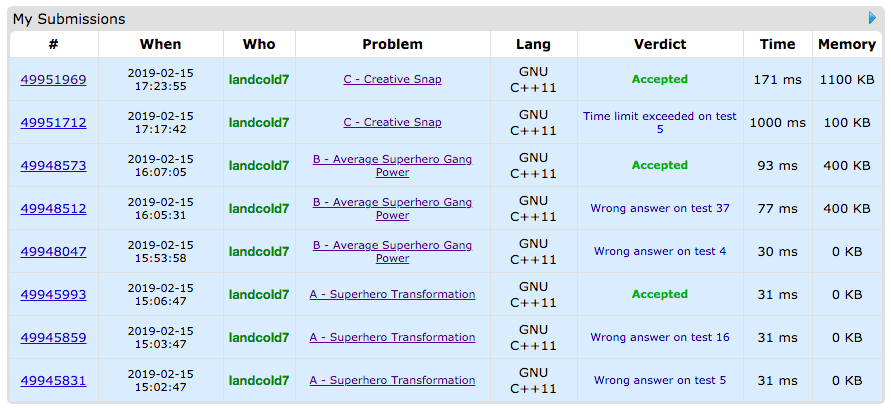 My Submissions
# When Who Problem Lang Verdict Time Memory
49951969 2019-02-15 17:23:55 landcold7 C - Creative Snap GNU C++11 Accepted 171 ms 1100 KB
49951712 2019-02-15 17:17:42 landcold7 C - Creative Snap GNU C++11 Time limit exceeded on test 5 1000 ms 100 KB
49948573 2019-02-15 16:07:05 landcold7 B - Average Superhero Gang Power GNU C++11 Accepted 93 ms 400 KB
49948512 2019-02-15 16:05:31 landcold7 B - Average Superhero Gang Power GNU C++11 Wrong answer on test 37 77 ms 400 KB
49948047 2019-02-15 15:53:58 landcold7 B - Average Superhero Gang Power GNU C++11 Wrong answer on test 4 30 ms 0 KB
49945993 2019-02-15 15:06:47 landcold7 A - Superhero Transformation GNU C++11 Accepted 31 ms 0 KB
49945859 2019-02-15 15:03:47 landcold7 A - Superhero Transformation GNU C++11 Wrong answer on test 16 31 ms 0 KB
49945831 2019-02-15 15:02:47 landcold7 A - Superhero Transformation GNU C++11 Wrong answer on test 5 31 ms 0 KB